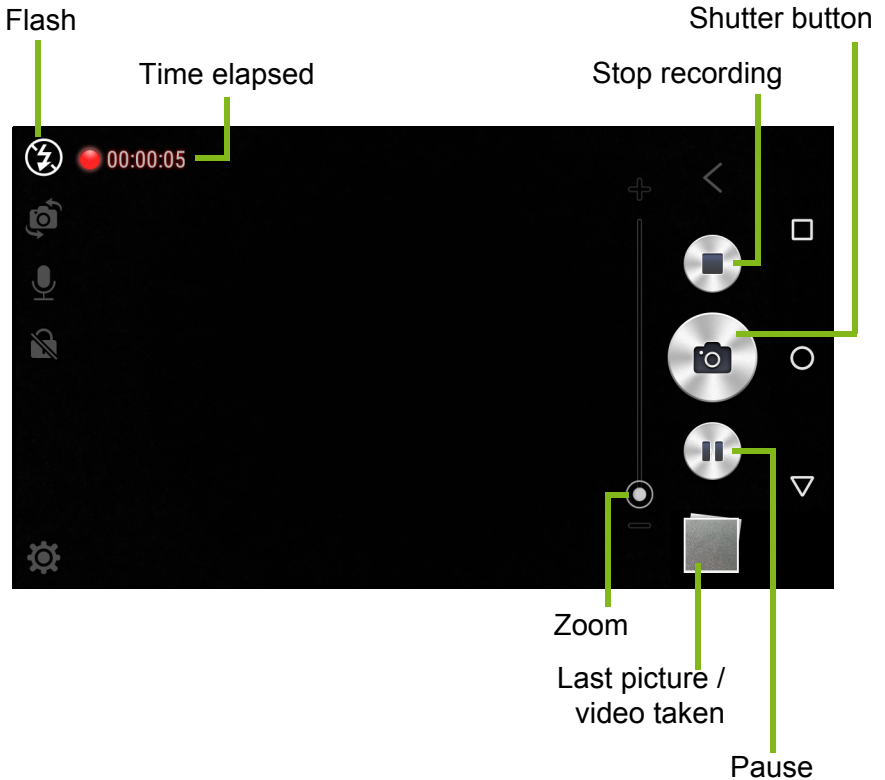 Flash
Shutter button
Time elapsed
Stop recording
00:00:05
Zoom
Last picture /
video taken
Pause